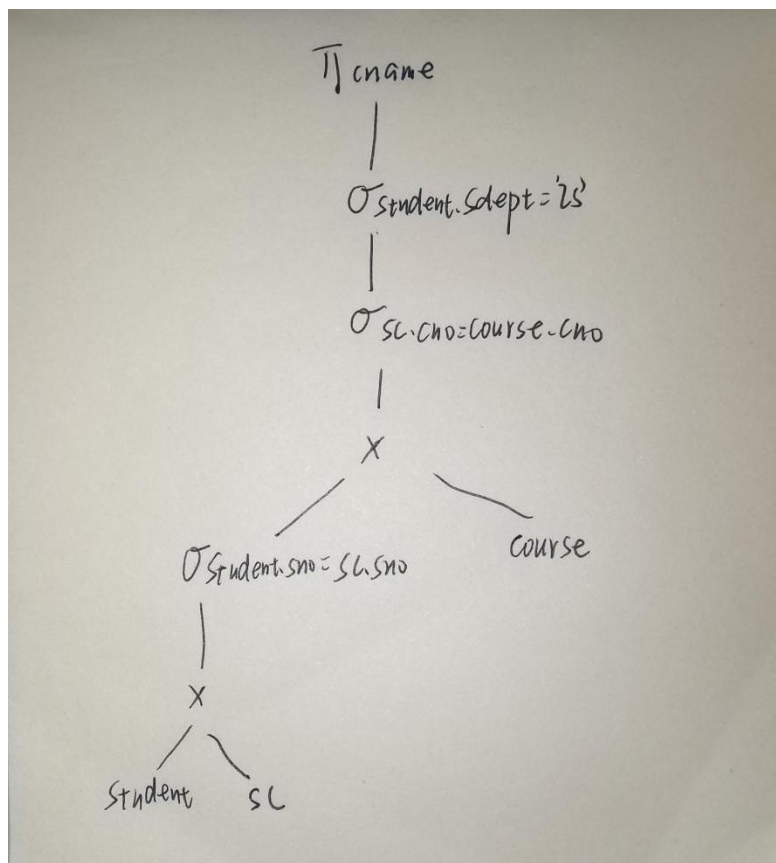 π cname
σ student.sdept='IS'
σ sc.cno=course.cno
×
σ student.sno=sc.sno
course
×
student sc